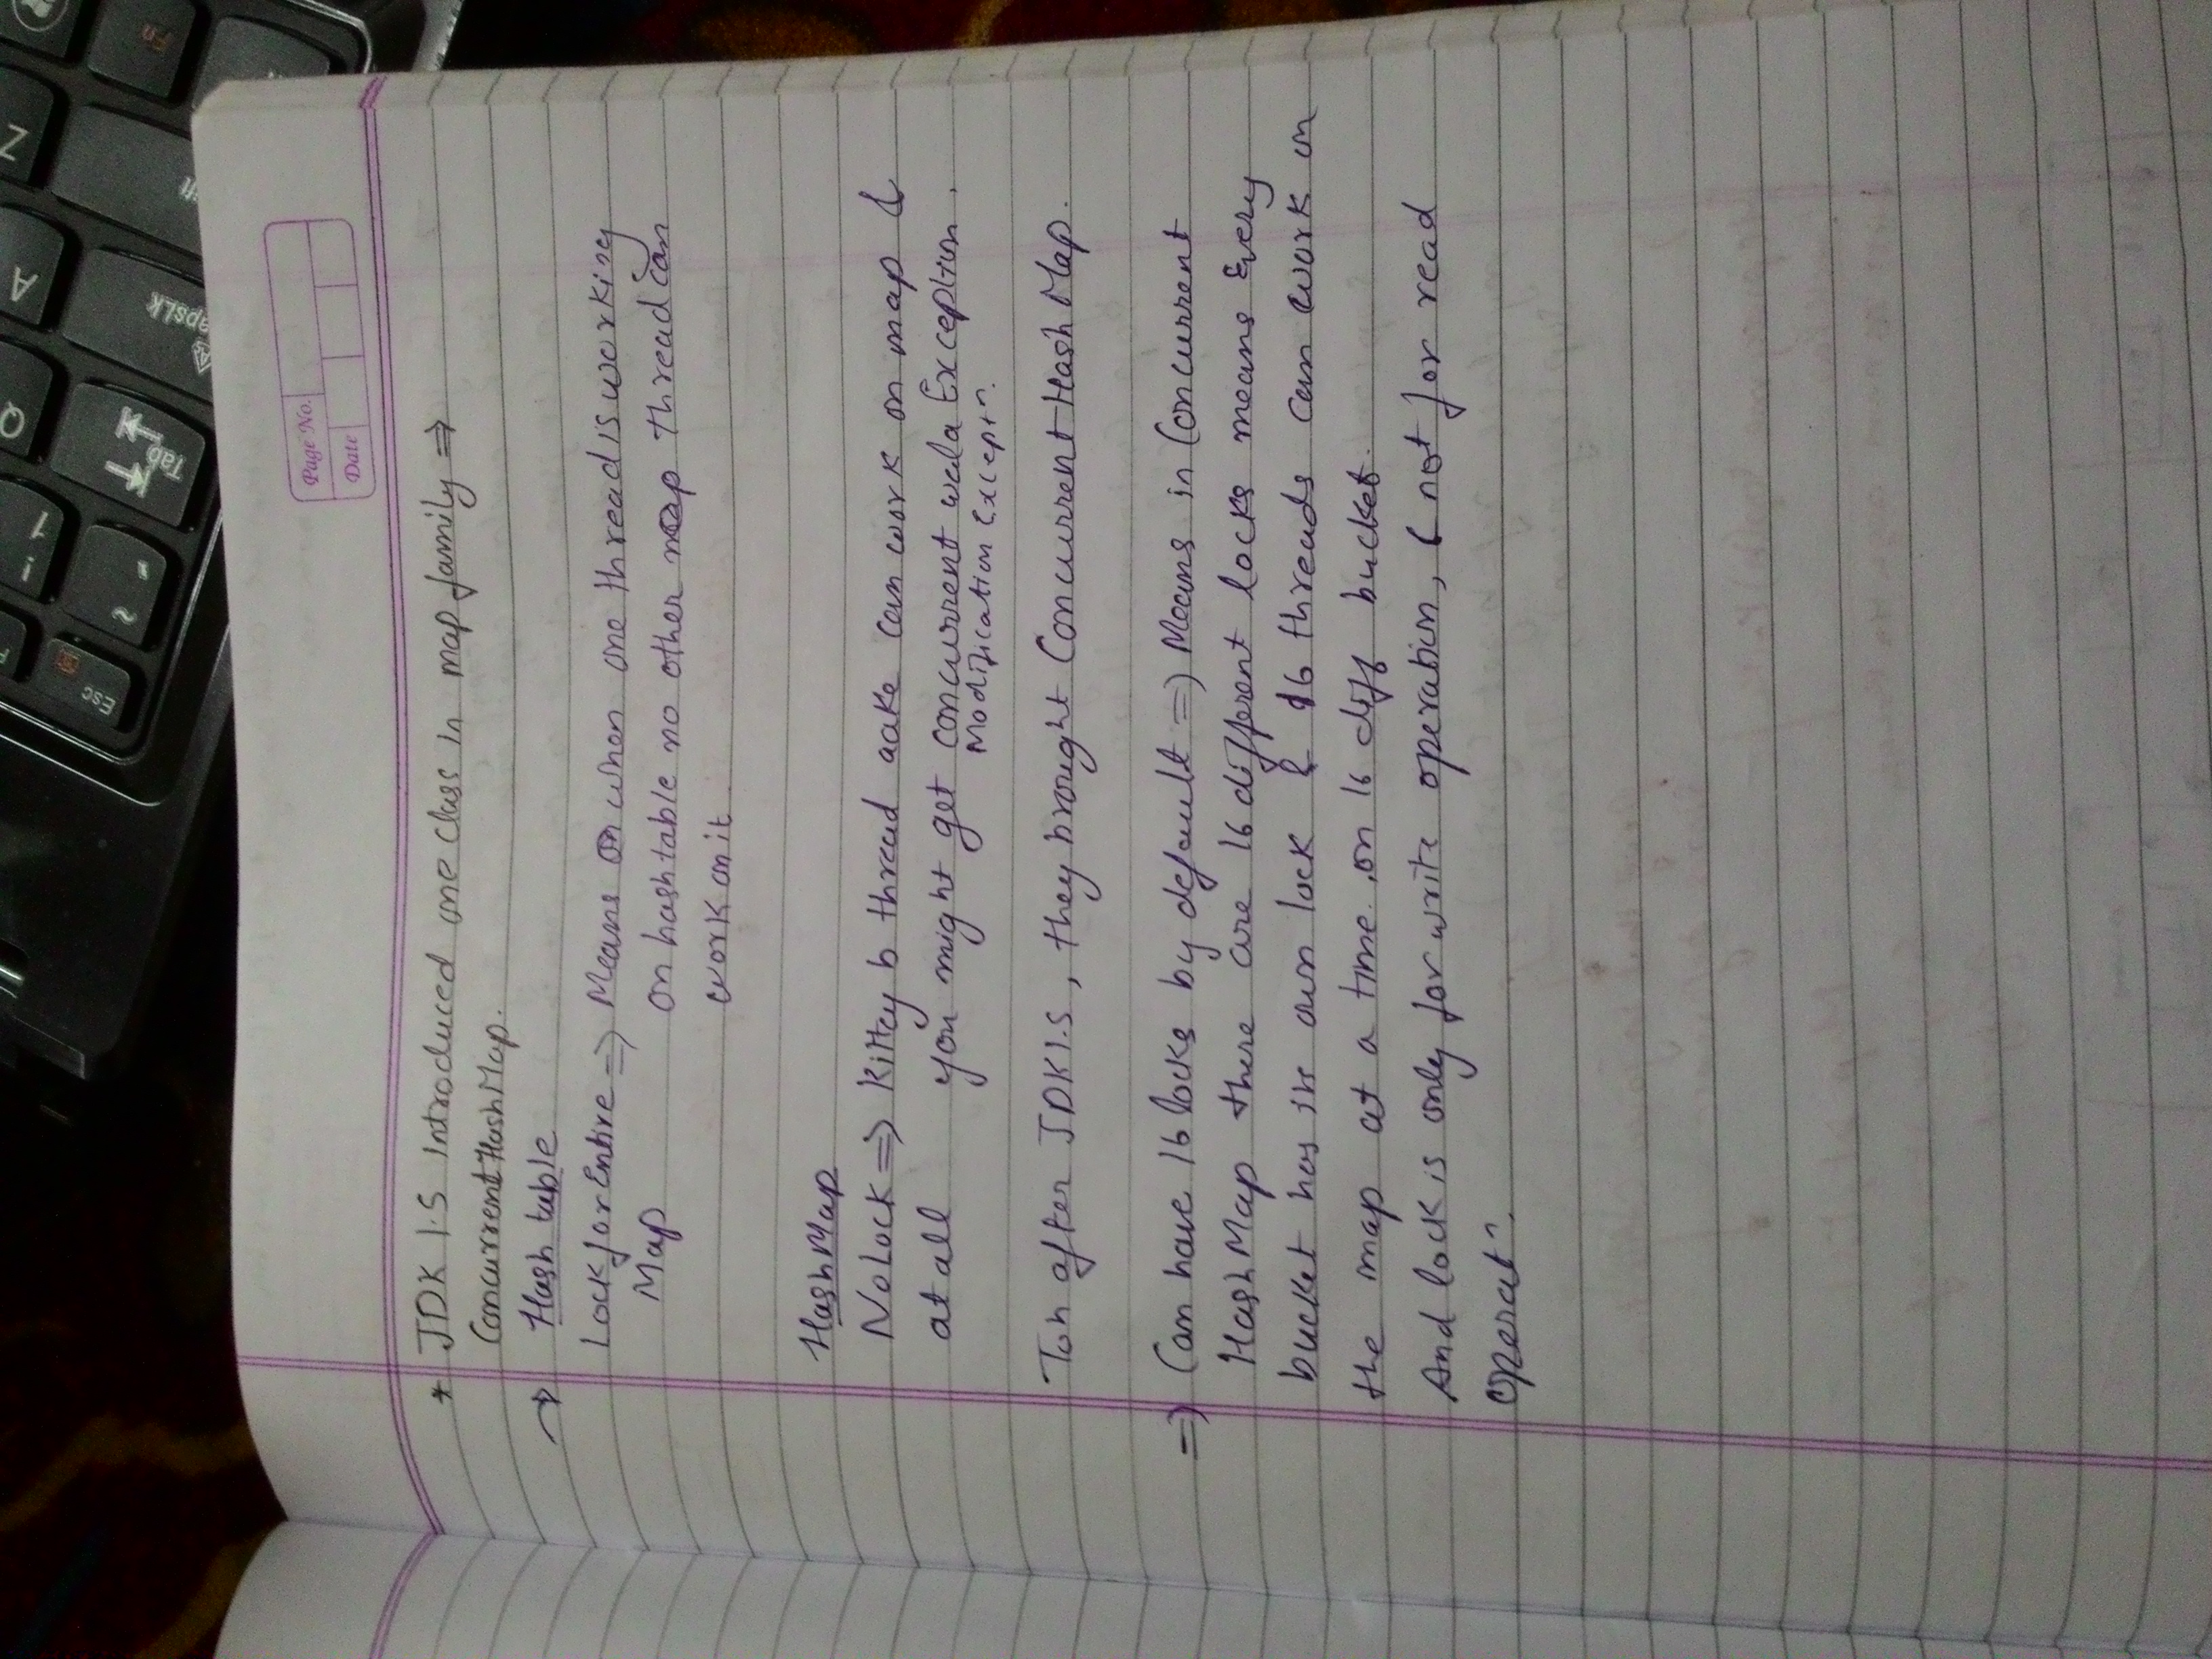 Esc
! 1
Q
A
Z
~ `
Tab
apsLk
Fn
Page No.
Date
* JDK 1.5 Introduced one class in map family ⇒
ConcurrentHashMap.
→ Hash table
Lock for Entire ⇒ Means on when one thread is working
Map on hashtable no other map thread can
work on it
HashMap
No Lock ⇒ Kittey b thread aake can work on map &
at all you might get concurrent wala Exception.
Modification Exceptn.
Toh after JDK1.5, they brought ConcurrentHashMap.
⇒ Can have 16 locks by default ⇒ Means in Concurrent
HashMap there are 16 different locks means Every
bucket has its own lock & 16 threads can work on
the map at a time on 16 diff bucket.
And lock is only for write operation, ( not for read
operatn.